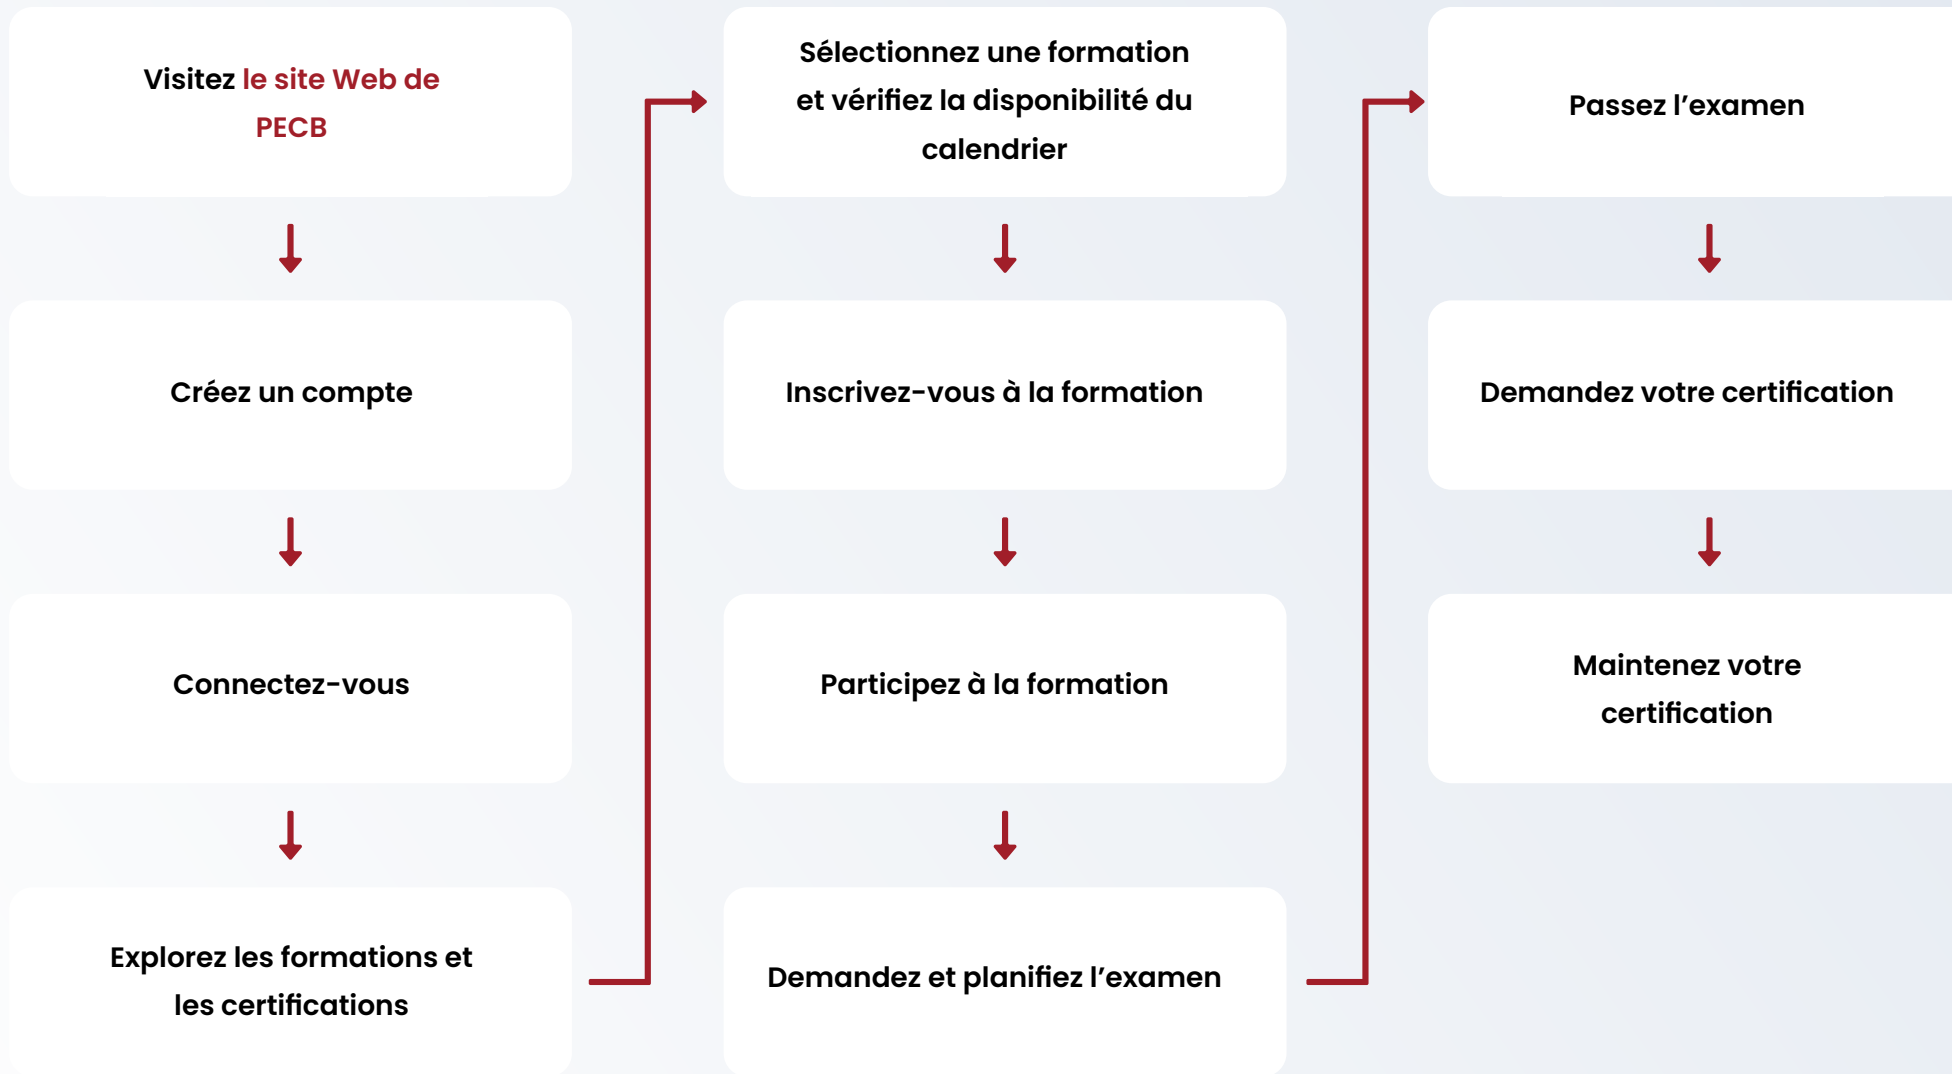 Visitez le site Web de
PECB
Créez un compte
Connectez-vous
Explorez les formations et
les certifications
Sélectionnez une formation
et vérifiez la disponibilité du
calendrier
Inscrivez-vous à la formation
Participez à la formation
Demandez et planifiez l’examen
Passez l’examen
Demandez votre certification
Maintenez votre
certification